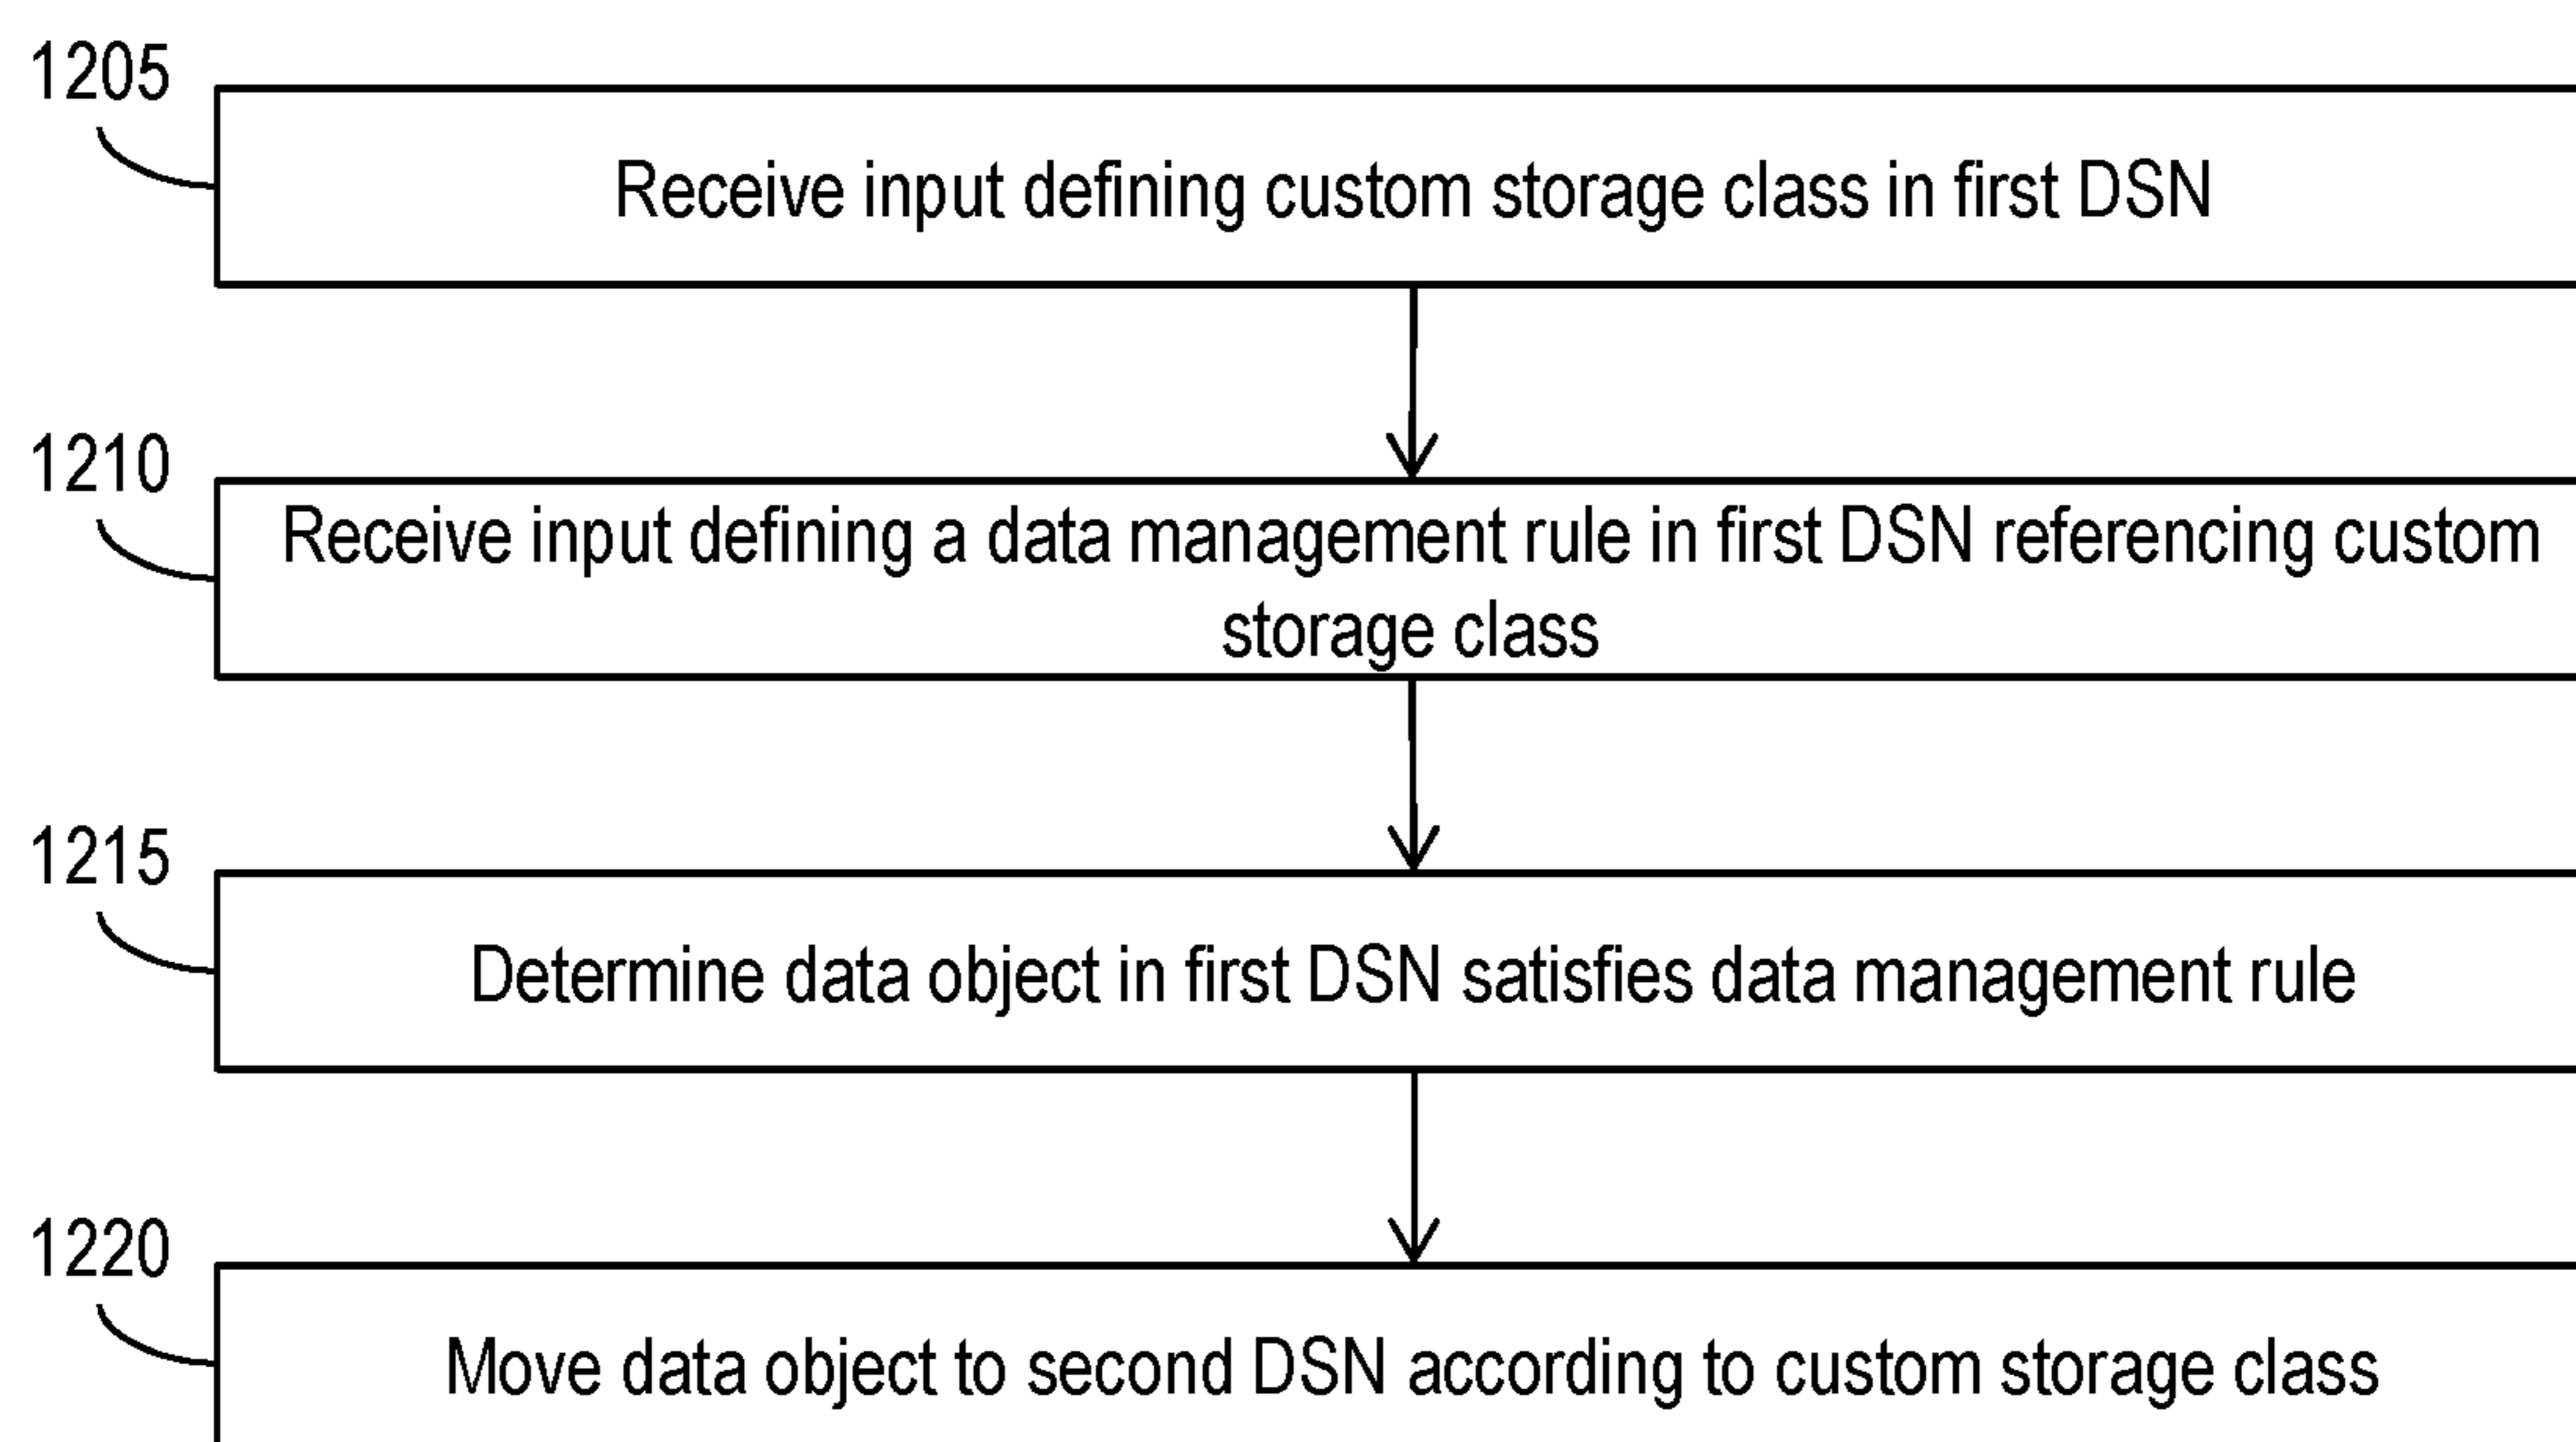 1205
Receive input defining custom storage class in first DSN
1210
Receive input defining a data management rule in first DSN referencing custom
storage class
1215
Determine data object in first DSN satisfies data management rule
1220
Move data object to second DSN according to custom storage class